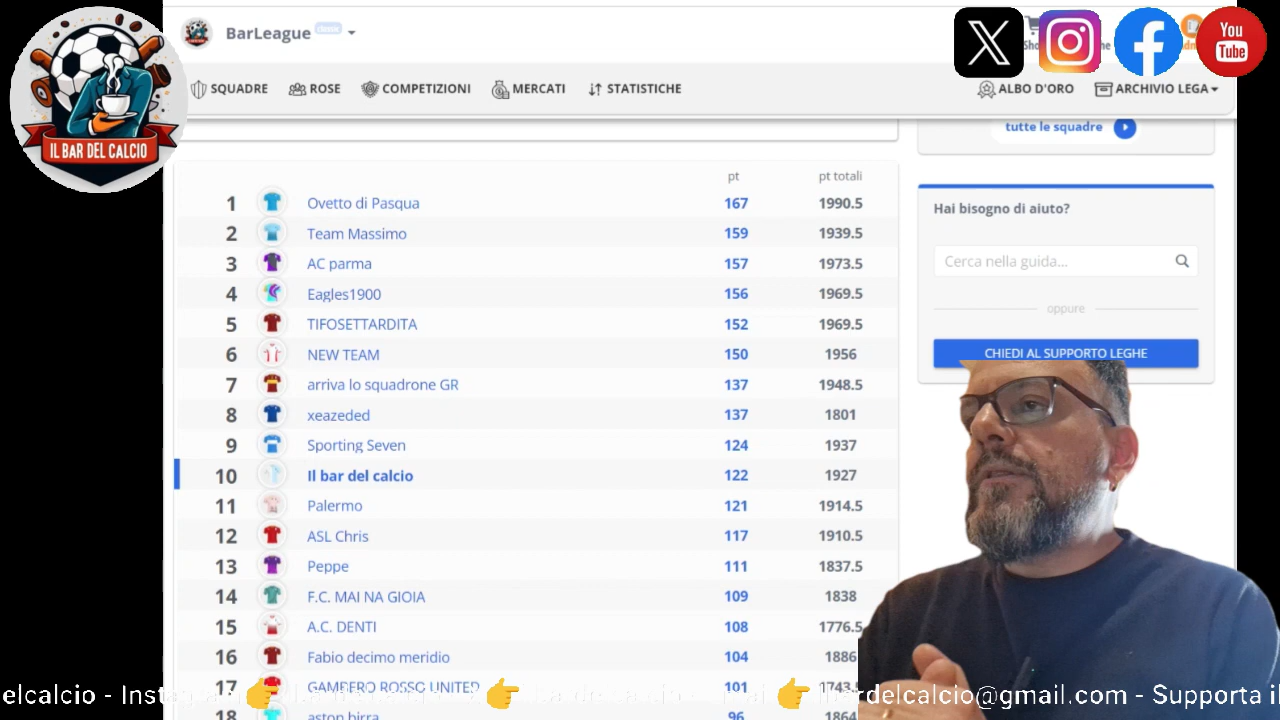 BarLeague classic
SQUADRE ROSE COMPETIZIONI MERCATI STATISTICHE ALBO D'ORO ARCHIVIO LEGA
IL BAR DEL CALCIO
X
You
Tube
tutte le squadre
pt pt totali
1 Ovetto di Pasqua 167 1990.5
2 Team Massimo 159 1939.5
3 AC parma 157 1973.5
4 Eagles1900 156 1969.5
5 TIFOSETTARDITA 152 1969.5
6 NEW TEAM 150 1956
7 arriva lo squadrone GR 137 1948.5
8 xeazeded 137 1801
9 Sporting Seven 124 1937
10 Il bar del calcio 122 1927
11 Palermo 121 1914.5
12 ASL Chris 117 1910.5
13 Peppe 111 1837.5
14 F.C. MAI NA GIOIA 109 1838
15 A.C. DENTI 108 1776.5
16 Fabio decimo meridio 104 1886
17 GAMBERO ROSSO UNITED 101 1743.5
18 aston birra 96 1864
Hai bisogno di aiuto?
Cerca nella guida...
oppure
CHIEDI AL SUPPORTO LEGHE
elcalcio - Insta ilbardelcalcio@gmail.com - Supporta il